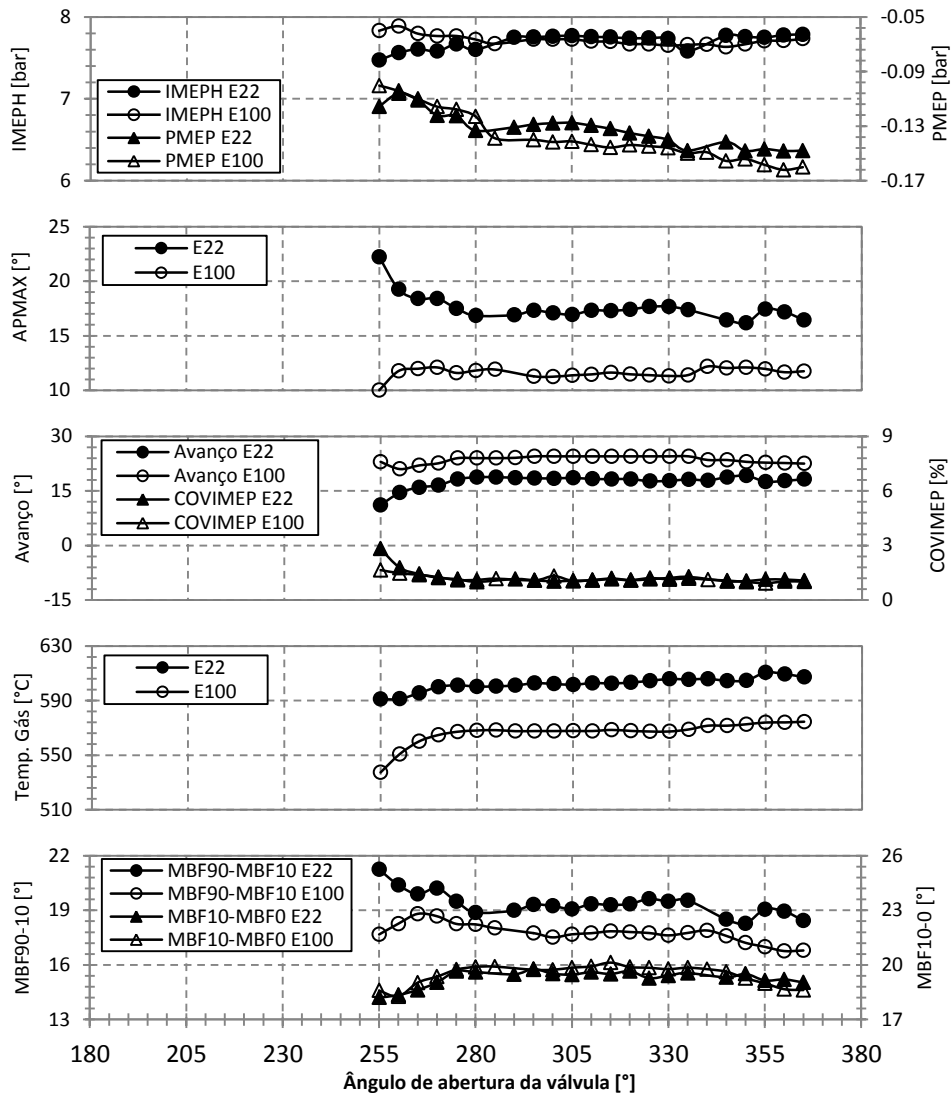 IMEPH [bar]
8
7
6
IMEPH E22
IMEPH E100
PMEP E22
PMEP E100
-0.05
-0.09
-0.13
-0.17
PMEP [bar]
APMAX [°]
25
20
15
10
E22
E100
Avanço [°]
30
15
0
-15
Avanço E22
Avanço E100
COVIMEP E22
COVIMEP E100
9
6
3
0
COVIMEP [%]
Temp. Gás [°C]
630
590
550
510
E22
E100
MBF90-10 [°]
22
19
16
13
MBF90-MBF10 E22
MBF90-MBF10 E100
MBF10-MBF0 E22
MBF10-MBF0 E100
26
23
20
17
MBF10-0 [°]
180 205 230 255 280 305 330 355 380
Ângulo de abertura da válvula [°]